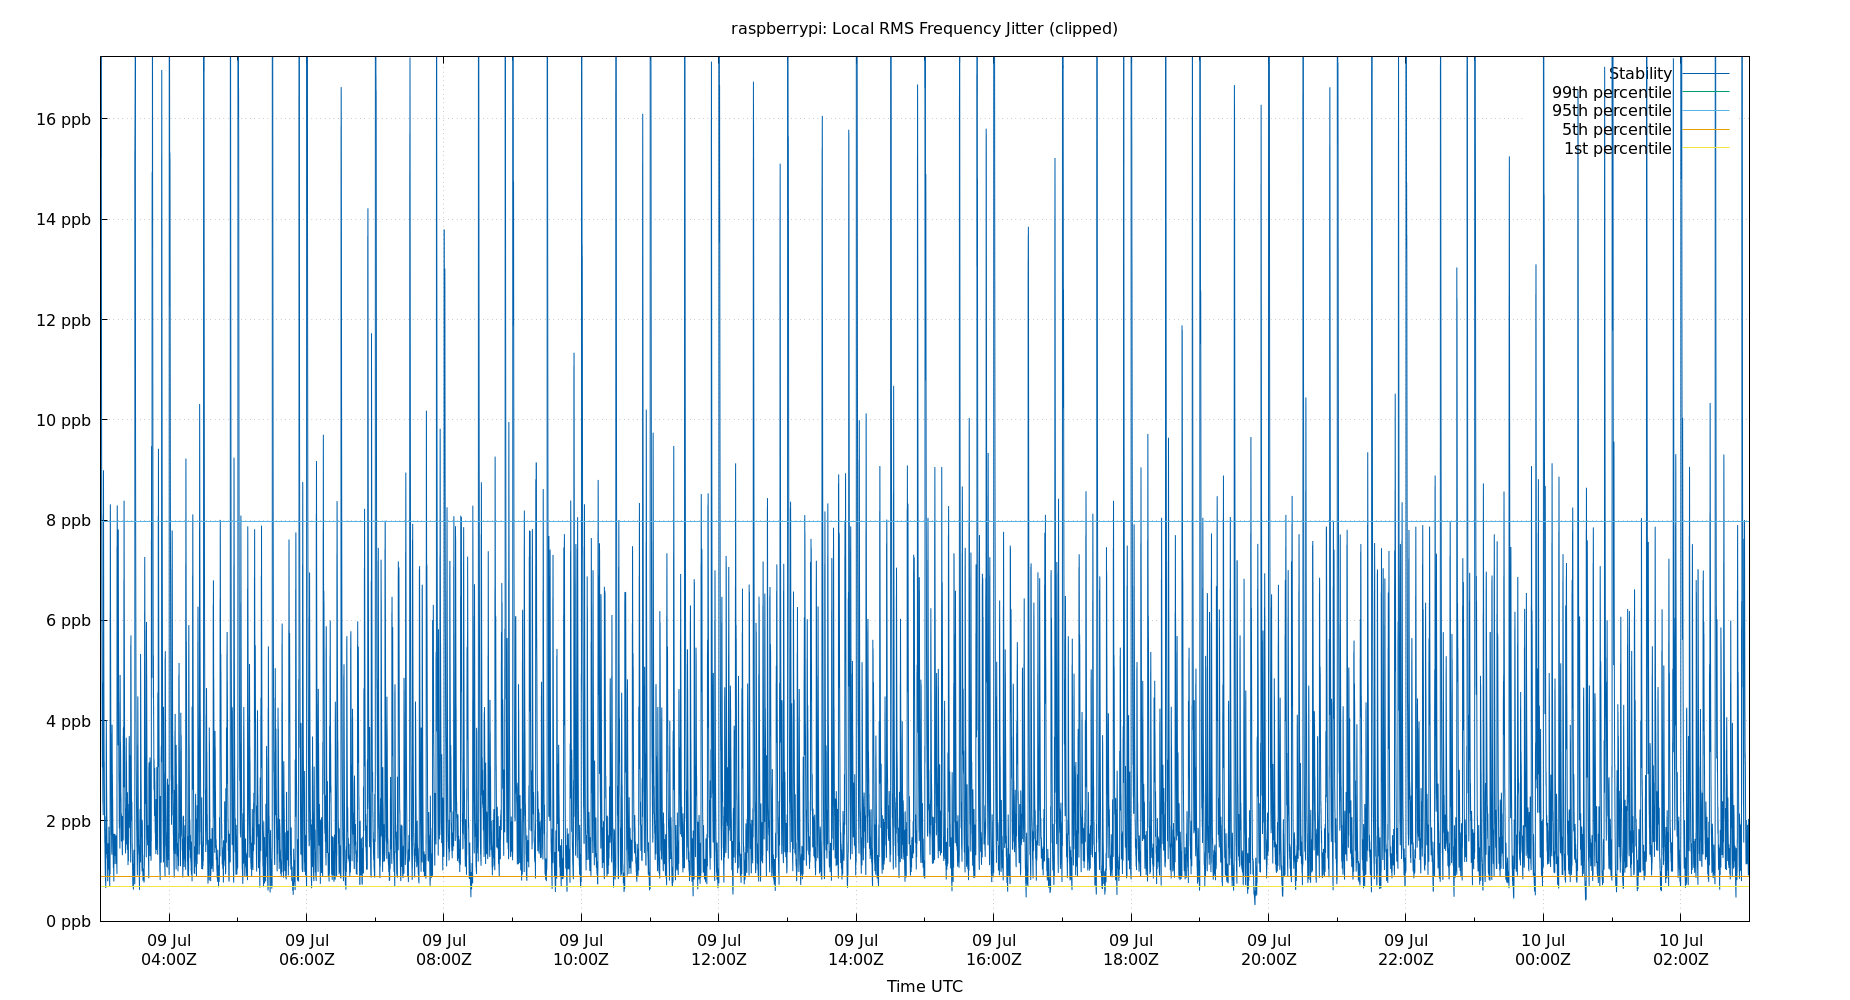 raspberrypi: Local RMS Frequency Jitter (clipped)
Stability
99th percentile
95th percentile
5th percentile
1st percentile
16 ppb
14 ppb
12 ppb
10 ppb
8 ppb
6 ppb
4 ppb
2 ppb
0 ppb
09 Jul 09 Jul 09 Jul 09 Jul 09 Jul 09 Jul 09 Jul 09 Jul 09 Jul 09 Jul 10 Jul 10 Jul
04:00Z 06:00Z 08:00Z 10:00Z 12:00Z 14:00Z 16:00Z 18:00Z 20:00Z 22:00Z 00:00Z 02:00Z
Time UTC